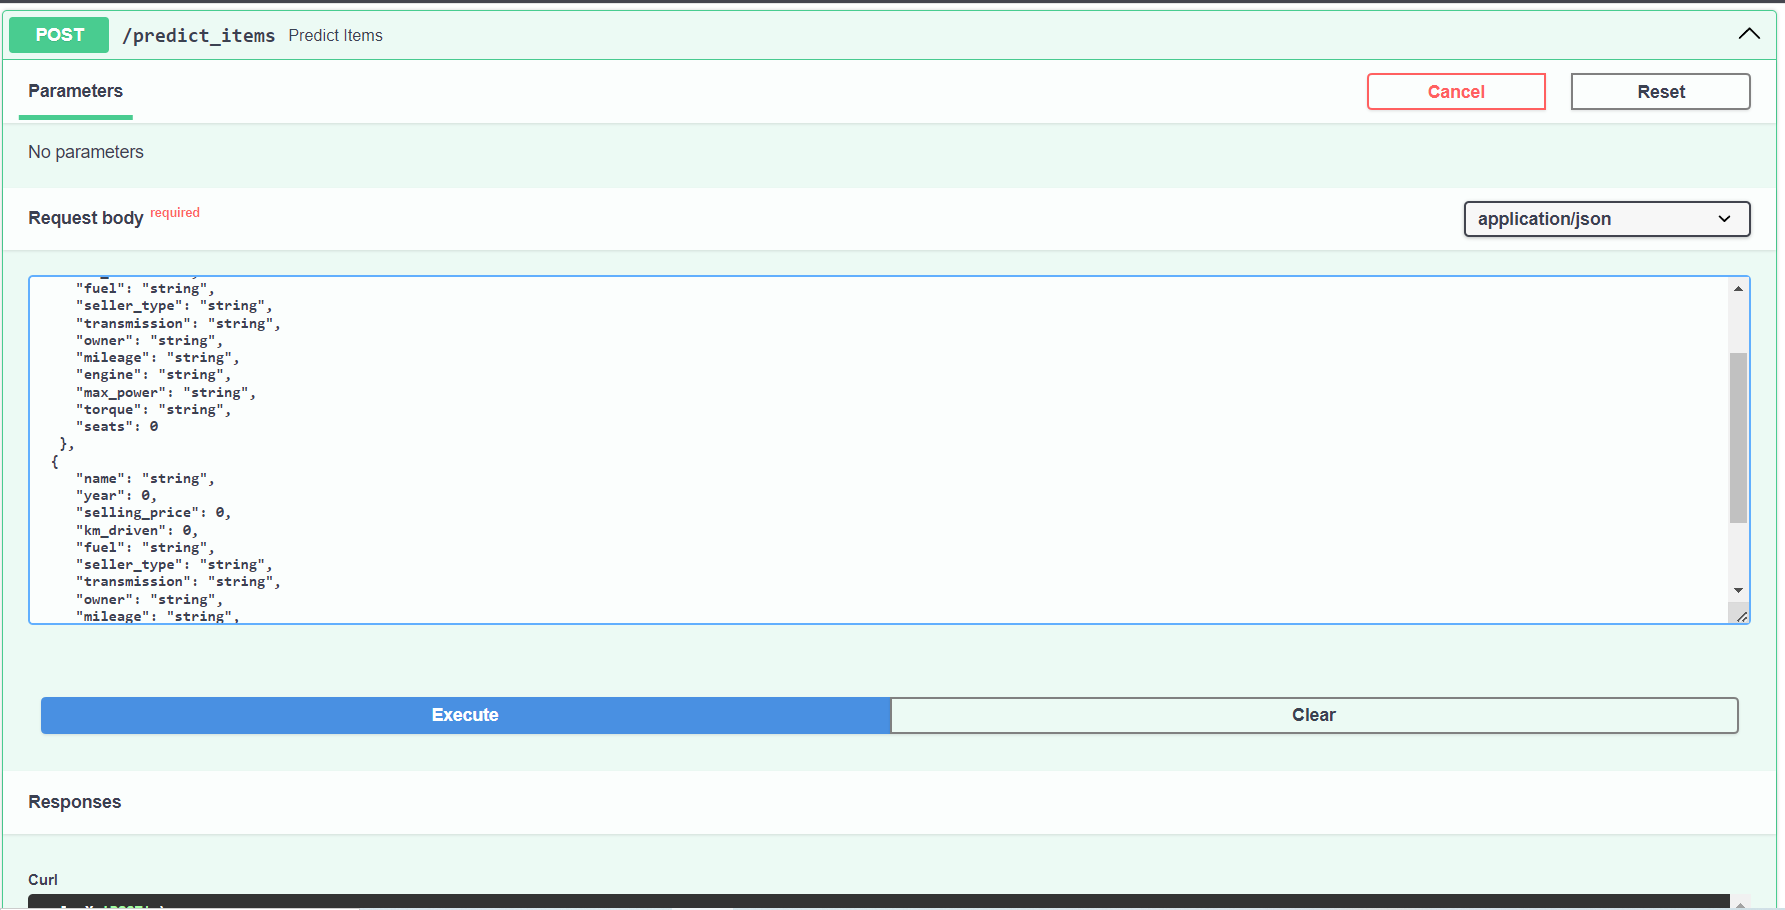 POST /predict_items Predict Items
Parameters
Cancel
Reset
No parameters
Request body required
application/json
"fuel": "string",
"seller_type": "string",
"transmission": "string",
"owner": "string",
"mileage": "string",
"engine": "string",
"max_power": "string",
"torque": "string",
"seats": 0
},
{
"name": "string",
"year": 0,
"selling_price": 0,
"km_driven": 0,
"fuel": "string",
"seller_type": "string",
"transmission": "string",
"owner": "string",
"mileage": "string",
Execute
Clear
Responses
Curl